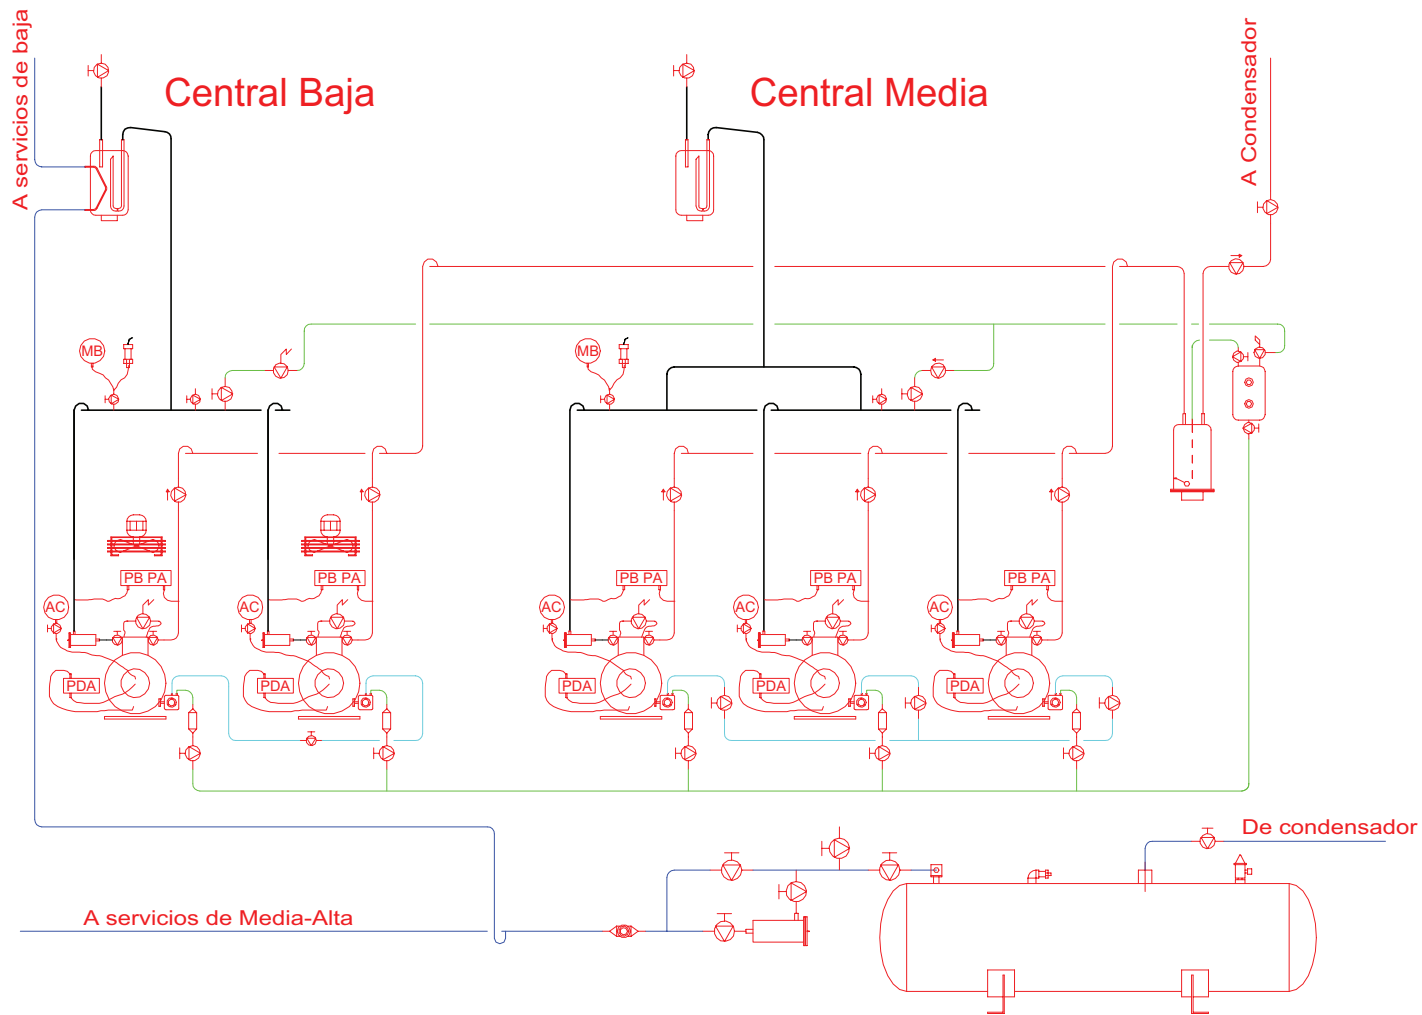 A servicios de baja
Central Baja
Central Media
A Condensador
MB
MB
PB PA
PB PA
PB PA
PB PA
PB PA
AC
AC
AC
AC
AC
PDA
PDA
PDA
PDA
PDA
De condensador
A servicios de Media-Alta